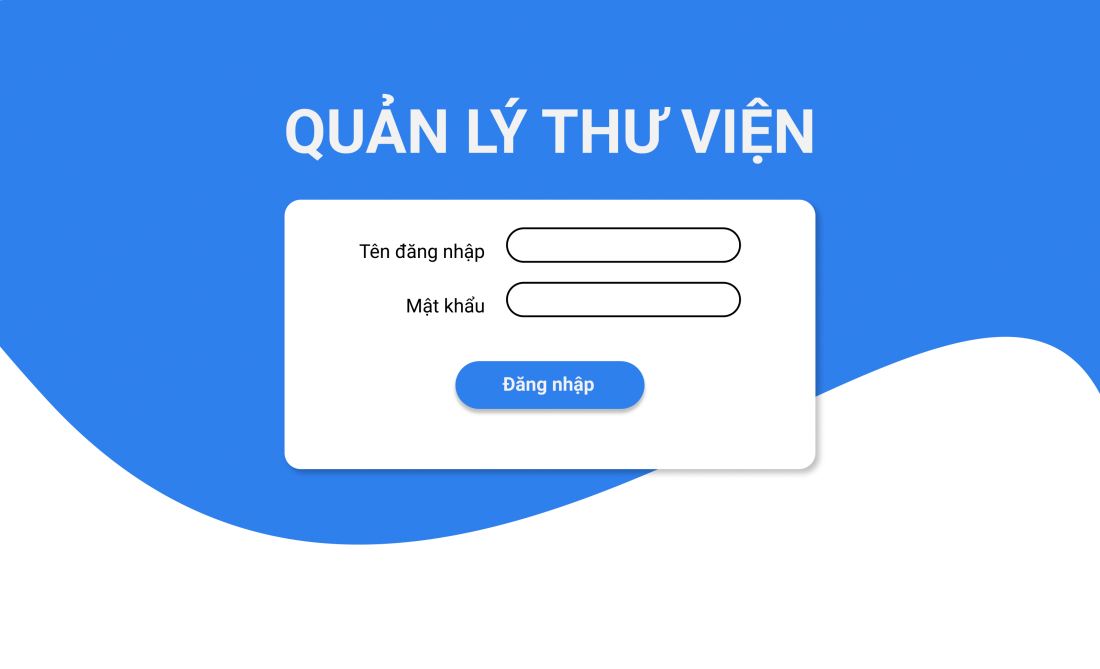 QUẢN LÝ THƯ VIỆN
Tên đăng nhập
Mật khẩu
Đăng nhập